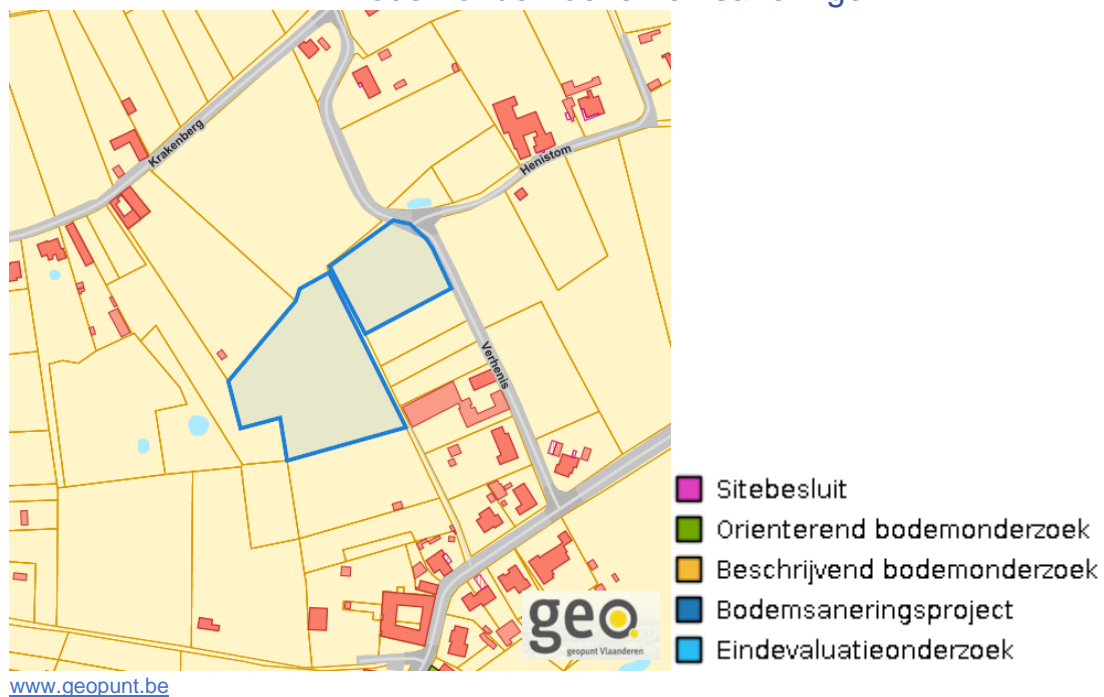 Krakenberg
Henistom
Verhenis
geo.
geopunt Vlaanderen
Sitebesluit
Orienterend bodemonderzoek
Beschrijvend bodemonderzoek
Bodemsaneringsproject
Eindevaluatieonderzoek
www.geopunt.be